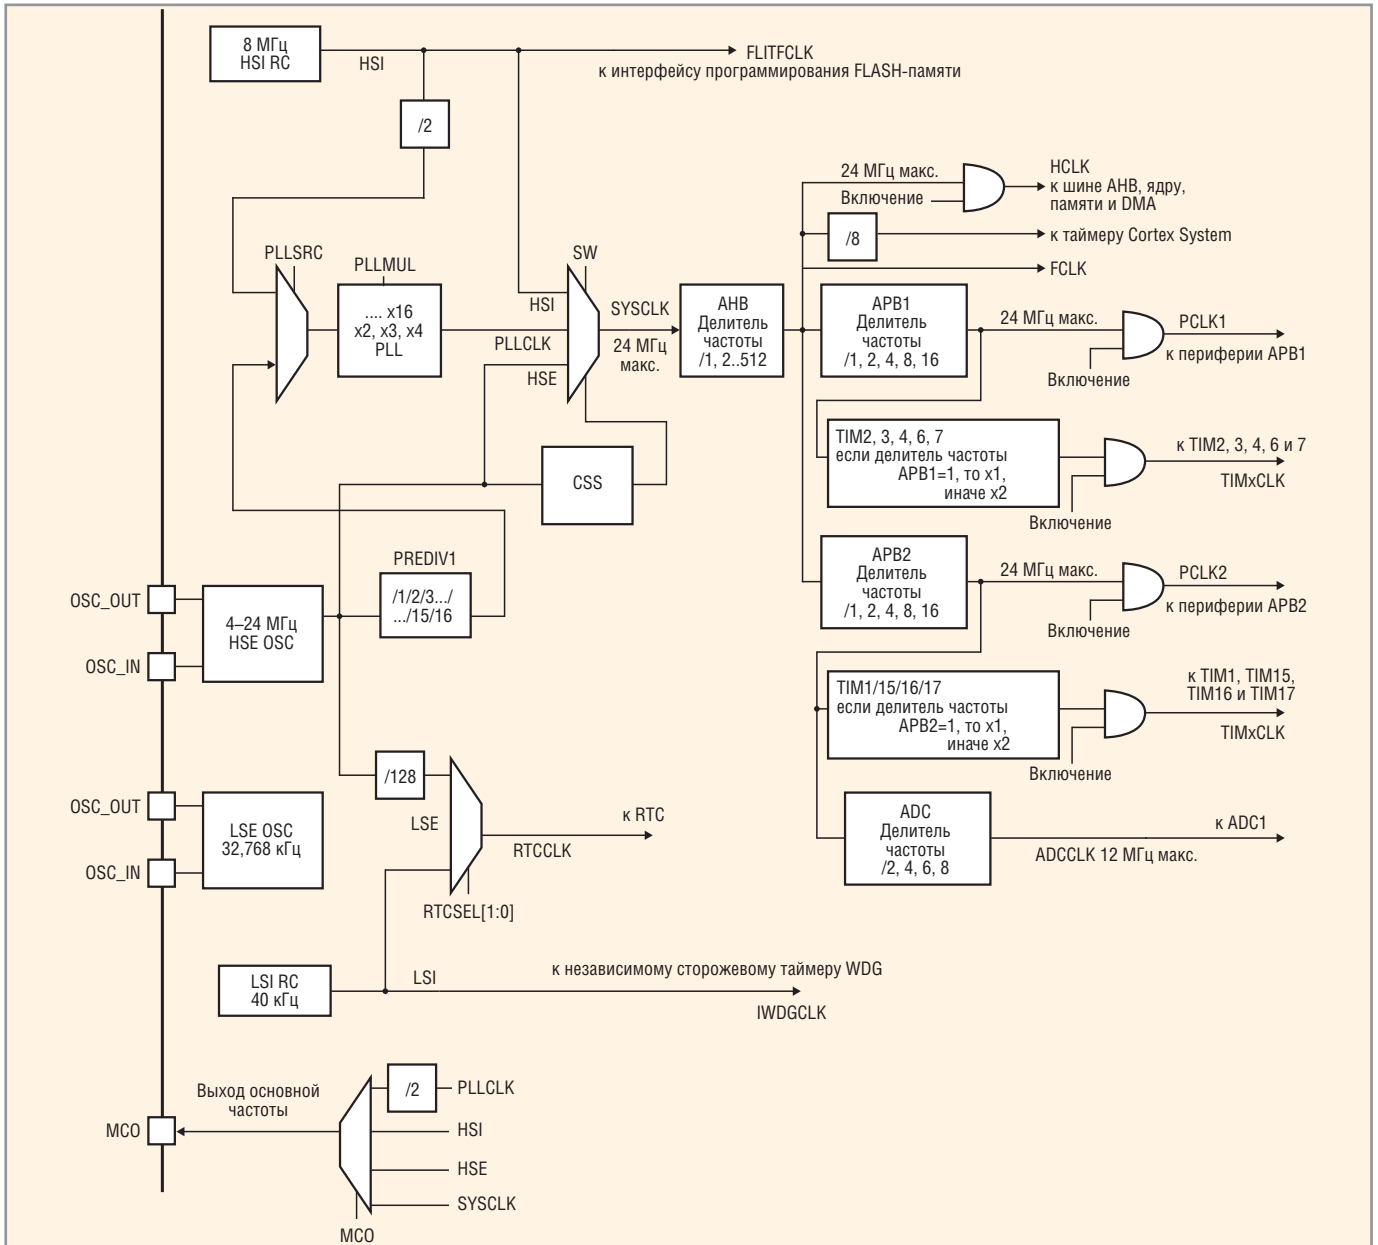 8 МГц
HSI RC
HSI
FLITFCLK
к интерфейсу программирования FLASH-памяти
/2
24 МГц макс.
Включение
HCLK
к шине AHB, ядру,
памяти и DMA
/8
к таймеру Cortex System
FCLK
PLLSRC
PLLMUL
.... x16
x2, x3, x4
PLL
SW
HSI
PLLCLK
HSE
SYSCLK
24 МГц
макс.
AHB
Делитель
частоты
/1, 2..512
APB1
Делитель
частоты
/1, 2, 4, 8, 16
24 МГц макс.
PCLK1
к периферии APB1
Включение
TIM2, 3, 4, 6, 7
если делитель частоты
APB1=1, то x1,
иначе x2
к TIM2, 3, 4, 6 и 7
TIMxCLK
Включение
CSS
PREDIV1
/1/2/3.../
.../15/16
OSC_OUT
OSC_IN
4–24 МГц
HSE OSC
APB2
Делитель
частоты
/1, 2, 4, 8, 16
24 МГц макс.
PCLK2
к периферии APB2
Включение
TIM1/15/16/17
если делитель частоты
APB2=1, то x1,
иначе x2
к TIM1, TIM15,
TIM16 и TIM17
TIMxCLK
Включение
/128
LSE
OSC_OUT
OSC_IN
LSE OSC
32,768 кГц
к RTC
RTCCLK
RTCSEL[1:0]
ADC
Делитель
частоты
/2, 4, 6, 8
к ADC1
ADCCLK 12 МГц макс.
LSI RC
40 кГц
LSI
к независимому сторожевому таймеру WDG
IWDGCLK
Выход основной
частоты
MCO
/2
PLLCLK
HSI
HSE
SYSCLK
MCO